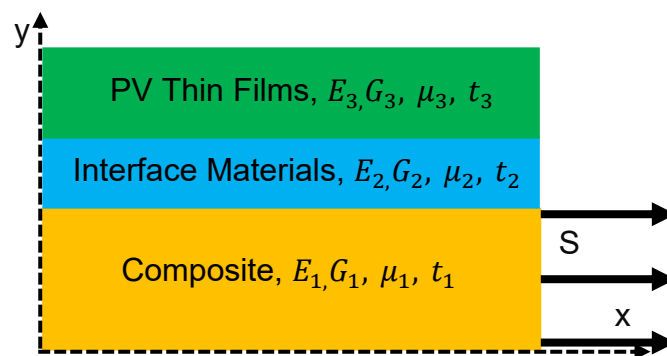 y
PV Thin Films, E₃,G₃, μ₃, t₃
Interface Materials, E₂,G₂, μ₂, t₂
S
Composite, E₁,G₁, μ₁, t₁
x